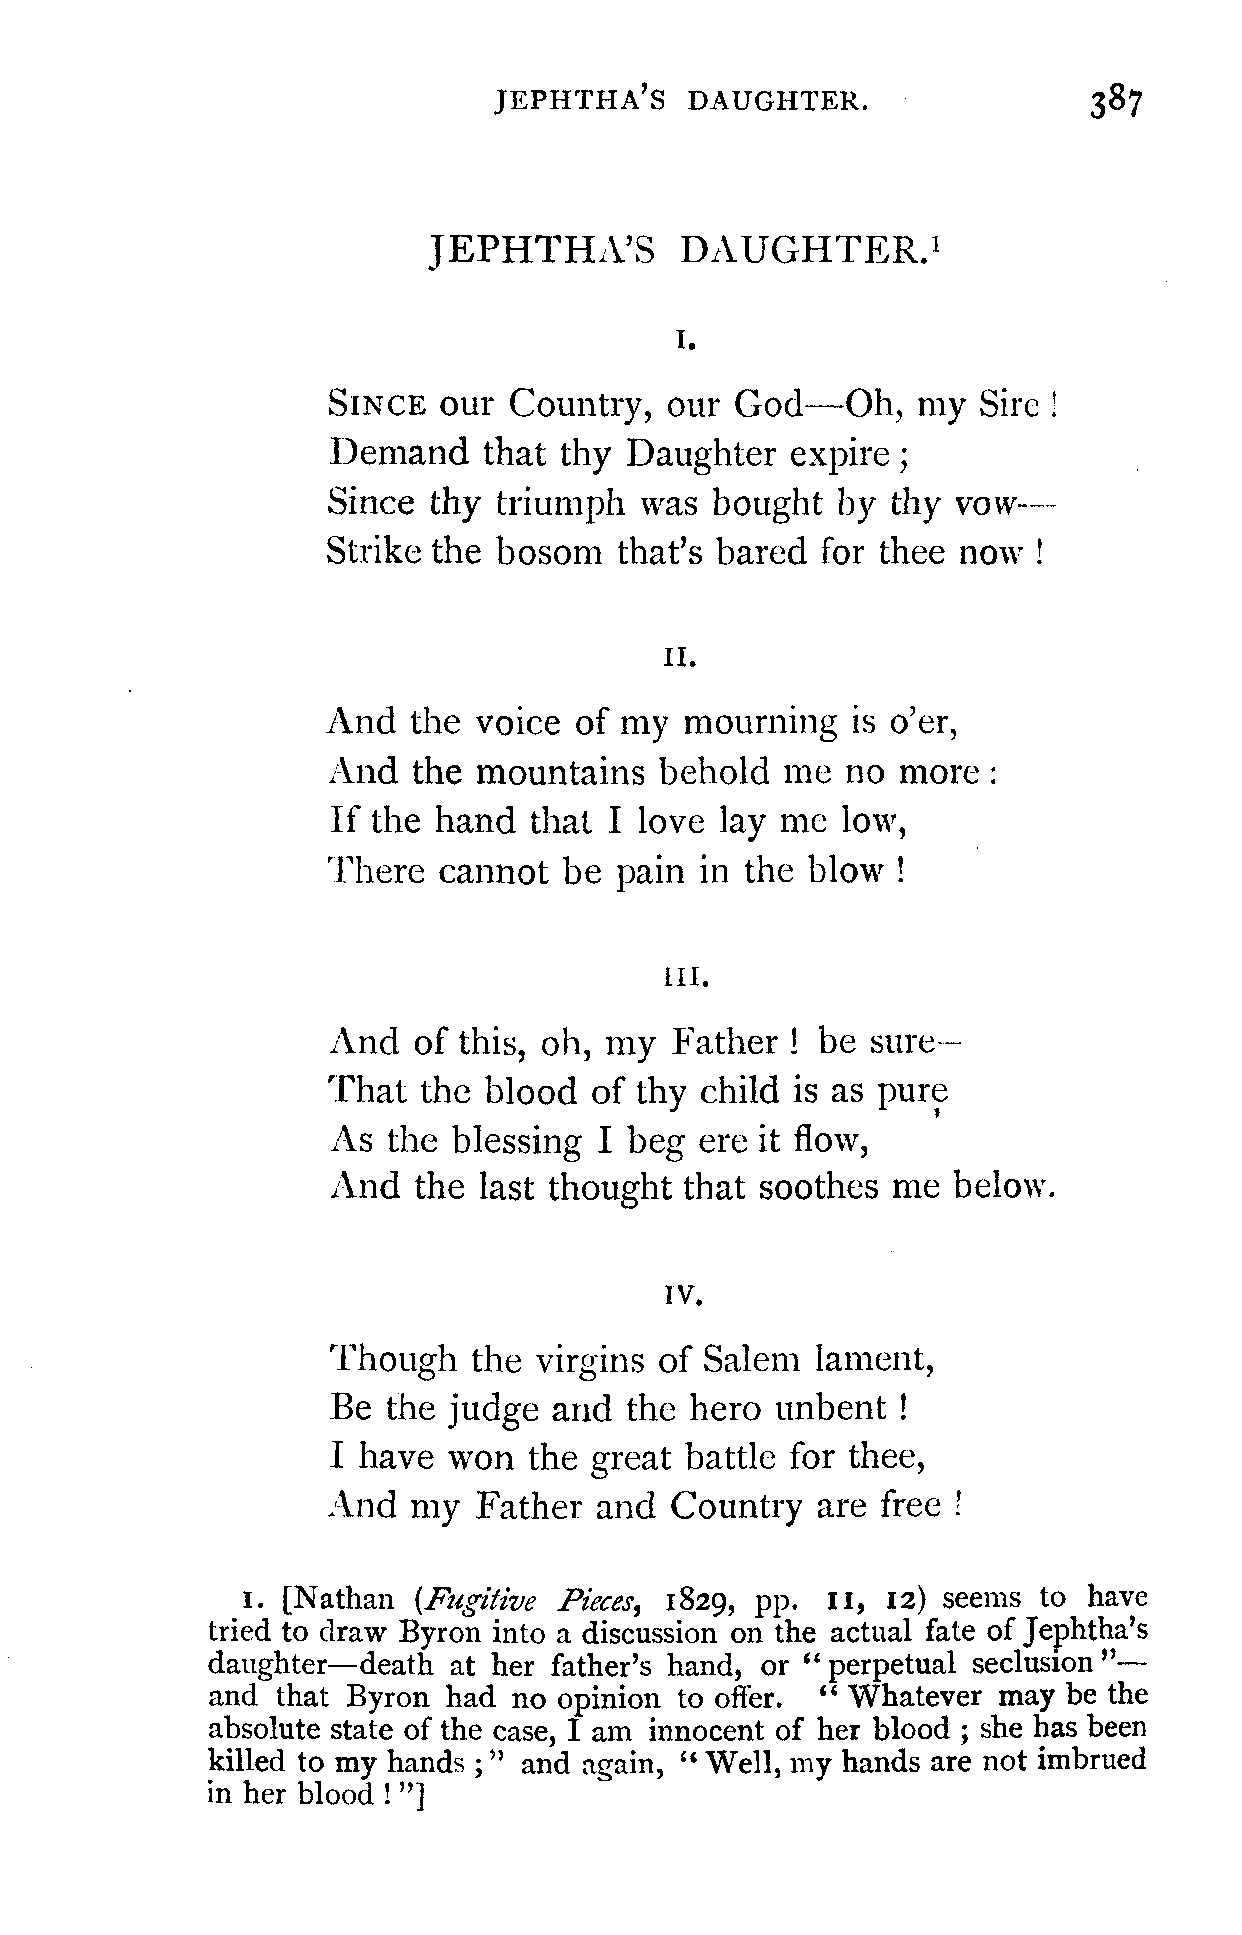 JEPHTHA'S DAUGHTER. 387
JEPHTHA'S DAUGHTER.¹
I.
SINCE our Country, our God—Oh, my Sire !
Demand that thy Daughter expire ;
Since thy triumph was bought by thy vow—
Strike the bosom that's bared for thee now !
II.
And the voice of my mourning is o'er,
And the mountains behold me no more :
If the hand that I love lay me low,
There cannot be pain in the blow !
III.
And of this, oh, my Father ! be sure—
That the blood of thy child is as pure
As the blessing I beg ere it flow,
And the last thought that soothes me below.
IV.
Though the virgins of Salem lament,
Be the judge and the hero unbent !
I have won the great battle for thee,
And my Father and Country are free !
1. [Nathan (Fugitive Pieces, 1829, pp. 11, 12) seems to have
tried to draw Byron into a discussion on the actual fate of Jephtha's
daughter—death at her father's hand, or "perpetual seclusion"—
and that Byron had no opinion to offer. "Whatever may be the
absolute state of the case, I am innocent of her blood ; she has been
killed to my hands ;" and again, "Well, my hands are not imbrued
in her blood !"]